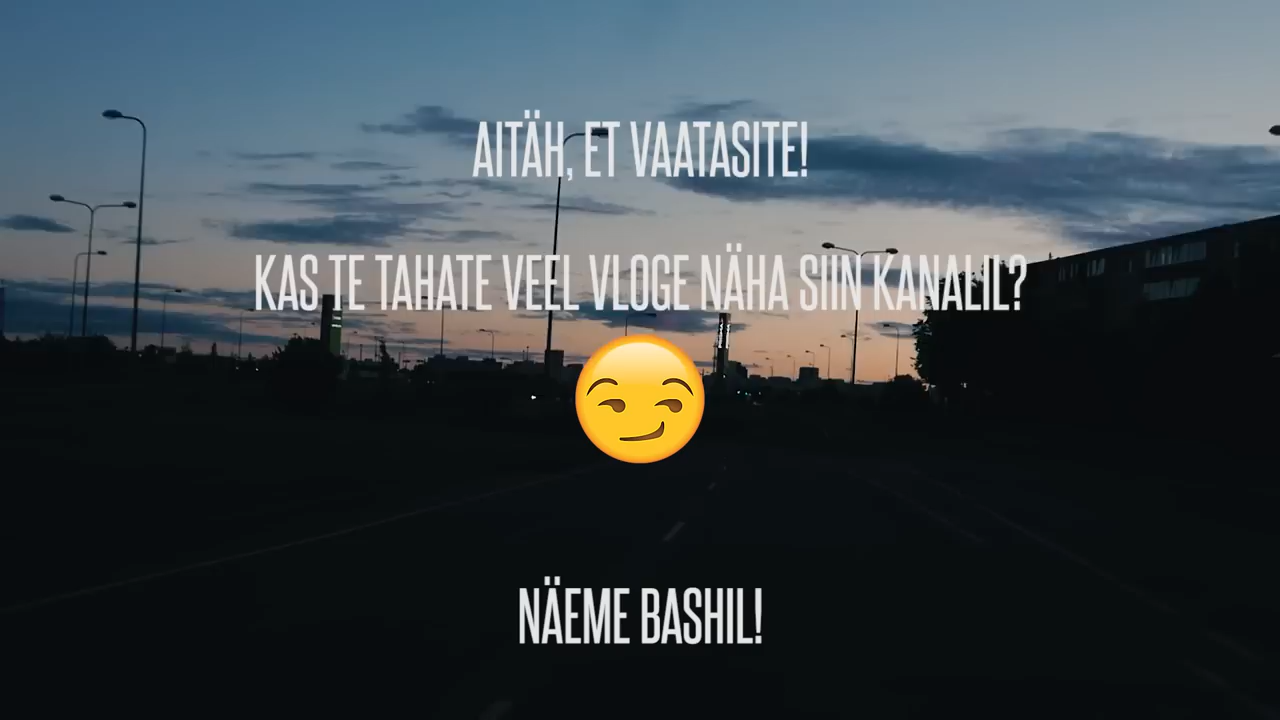 AITÄH, ET VAATASITE!
KAS TE TAHATE VEEL VLOGE NÄHA SIIN KANALIL?
NÄEME BASHIL!